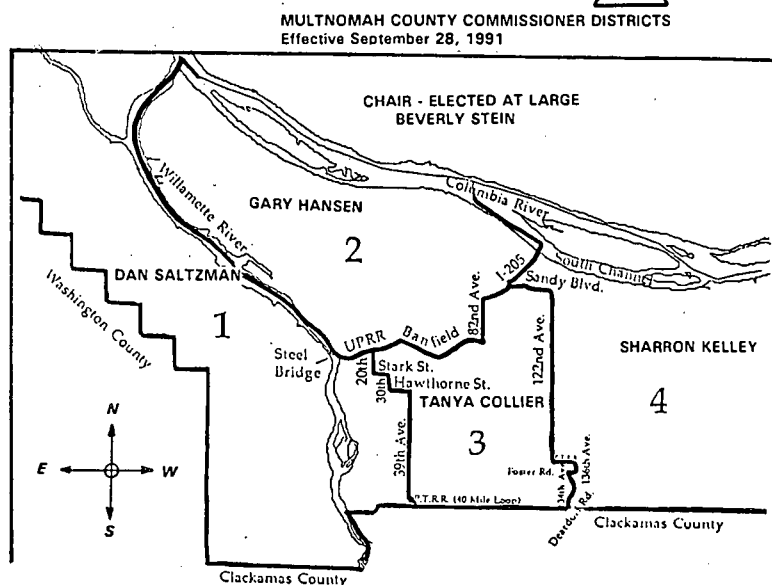 MULTNOMAH COUNTY COMMISSIONER DISTRICTS
Effective September 28, 1991
CHAIR - ELECTED AT LARGE
BEVERLY STEIN
Columbia River
Willamette River
GARY HANSEN
2
South Channel
I-205
Sandy Blvd.
DAN SALTZMAN
1
Washington County
82nd Ave.
122nd Ave.
UPRR Banfield
Steel
Bridge
20th
Stark St.
30th
Hawthorne St.
SHARRON KELLEY
4
TANYA COLLIER
3
39th Ave.
N
E W
S
Foster Rd.
136th Ave.
P.T.R.R. (40 Mile Loop)
Deardorf Rd.
Clackamas County
Clackamas County